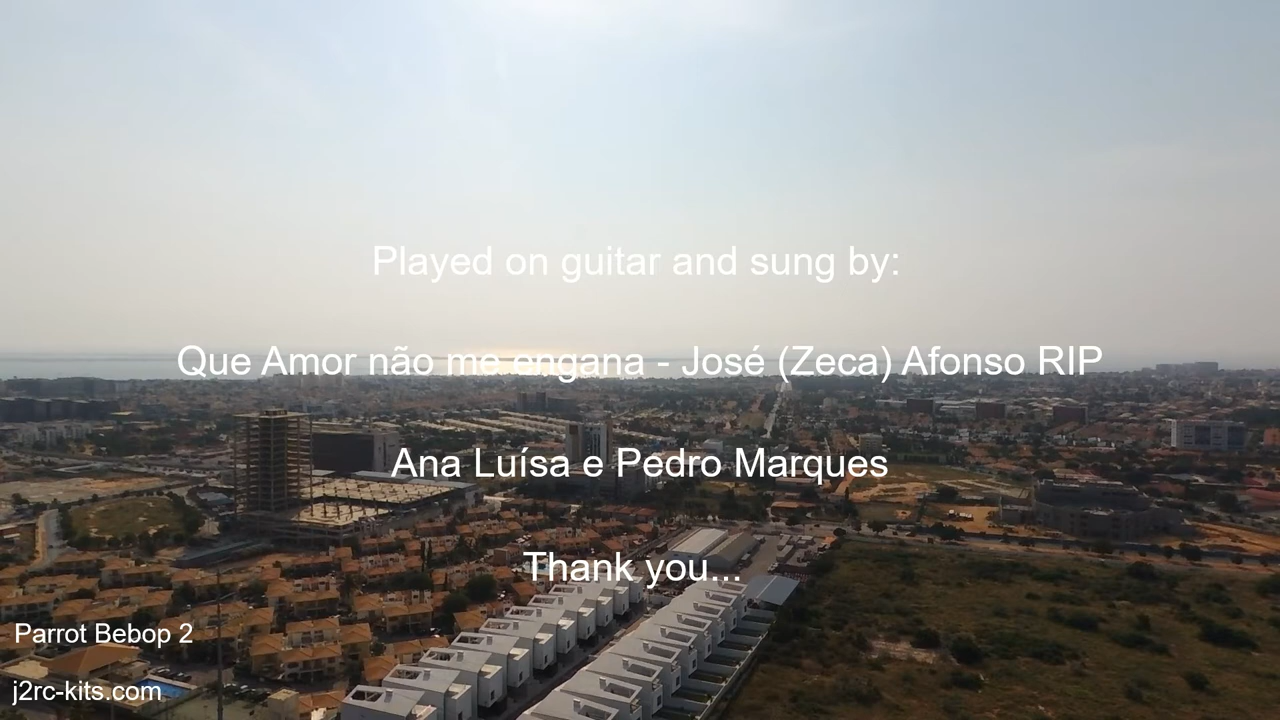 Played on guitar and sung by:
Que Amor não me engana - José (Zeca) Afonso RIP
Ana Luísa e Pedro Marques
Thank you...
Parrot Bebop 2
j2rc-kits.com